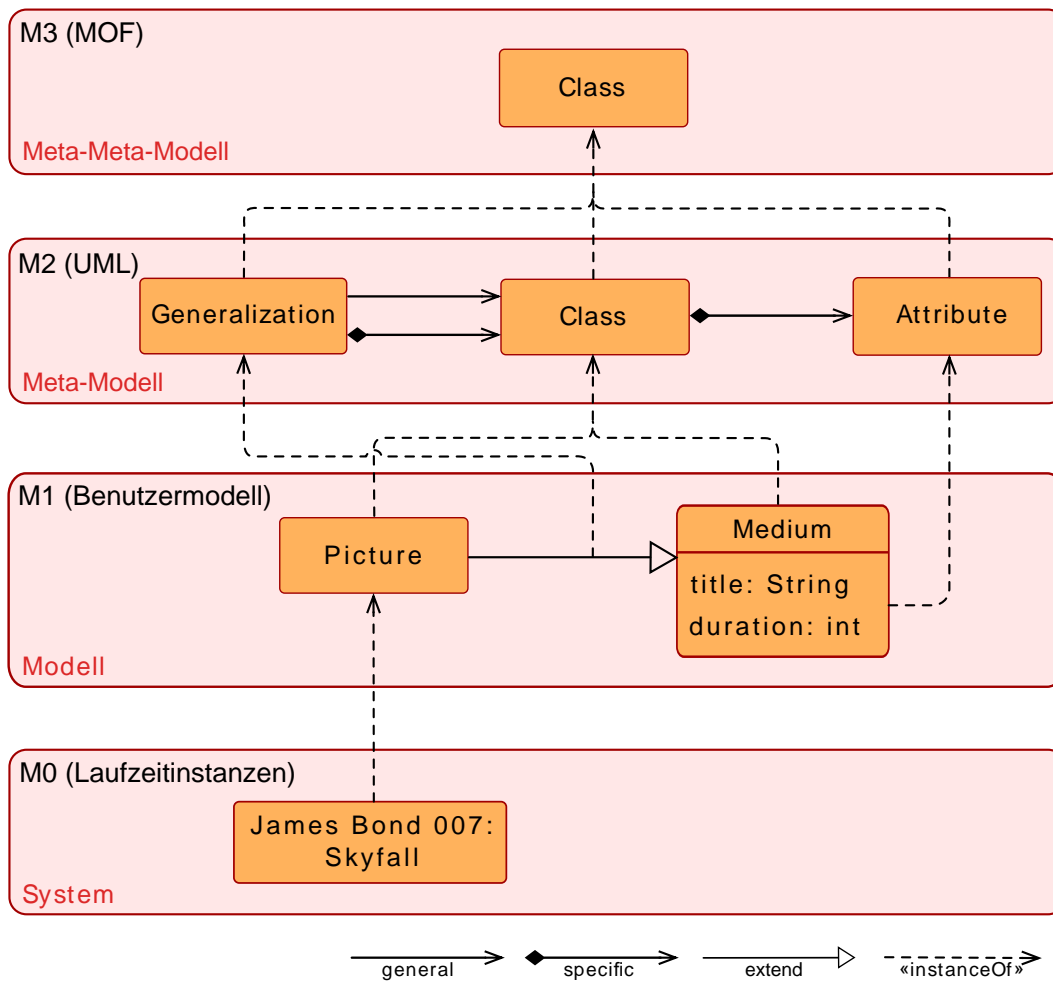 M3 (MOF)
Class
Meta-Meta-Modell
M2 (UML)
Generalization
Class
Attribute
Meta-Modell
M1 (Benutzermodell)
Picture
Medium
title: String
duration: int
Modell
M0 (Laufzeitinstanzen)
James Bond 007:
Skyfall
System
general
specific
extend
«instanceOf»